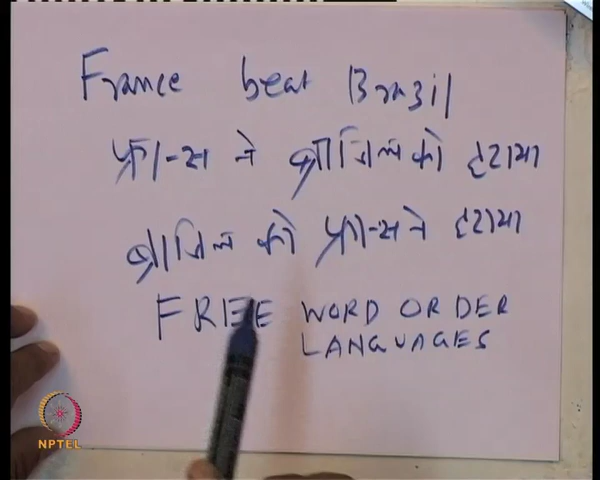 France beat Brazil
फ्रान्स ने ब्राजिल को हराया
ब्राजिल को फ्रान्स ने हराया
FREE WORD ORDER
LANGUAGES
NPTEL